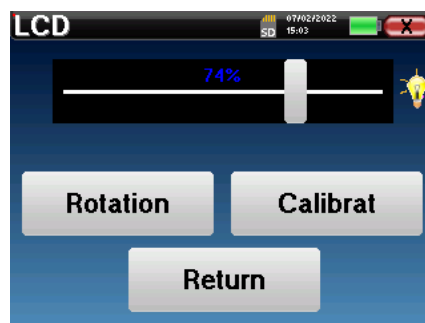 LCD
SD
07/02/2022
15:03
X
74%
Rotation
Calibrat
Return